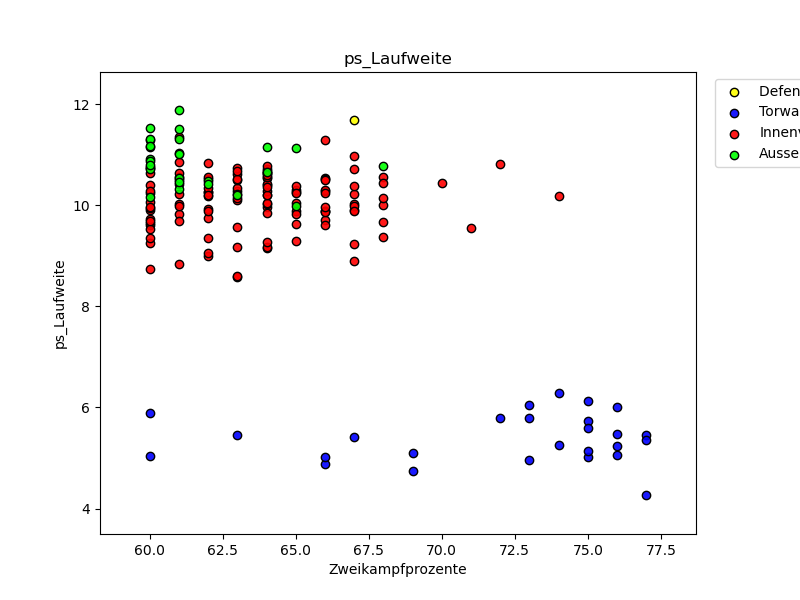 ps_Laufweite
12
10
8
6
4
ps_Laufweite
60.0 62.5 65.0 67.5 70.0 72.5 75.0 77.5
Zweikampfprozente
Defen
Torwa
Innenv
Ausse